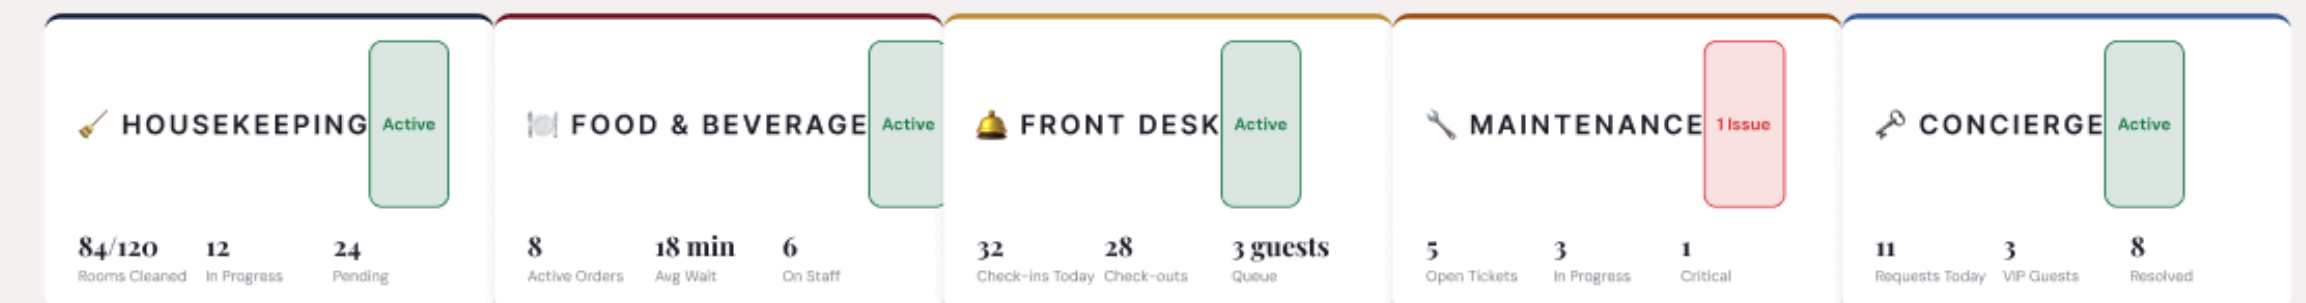 HOUSEKEEPING Active
84/120 12 24
Rooms Cleaned In Progress Pending
FOOD & BEVERAGE Active
8 18 min 6
Active Orders Avg Wait On Staff
FRONT DESK Active
32 28 3 guests
Check-ins Today Check-outs Queue
MAINTENANCE 1 Issue
5 3 1
Open Tickets In Progress Critical
CONCIERGE Active
11 3 8
Requests Today VIP Guests Resolved